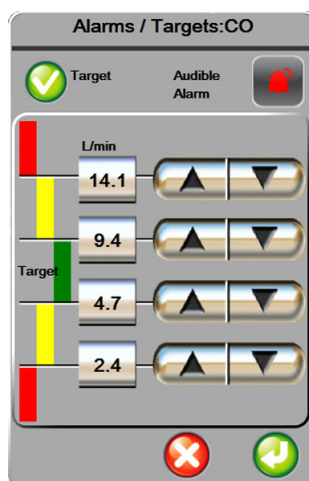 Alarms / Targets:CO
Target
Audible
Alarm
L/min
14.1
9.4
Target
4.7
2.4